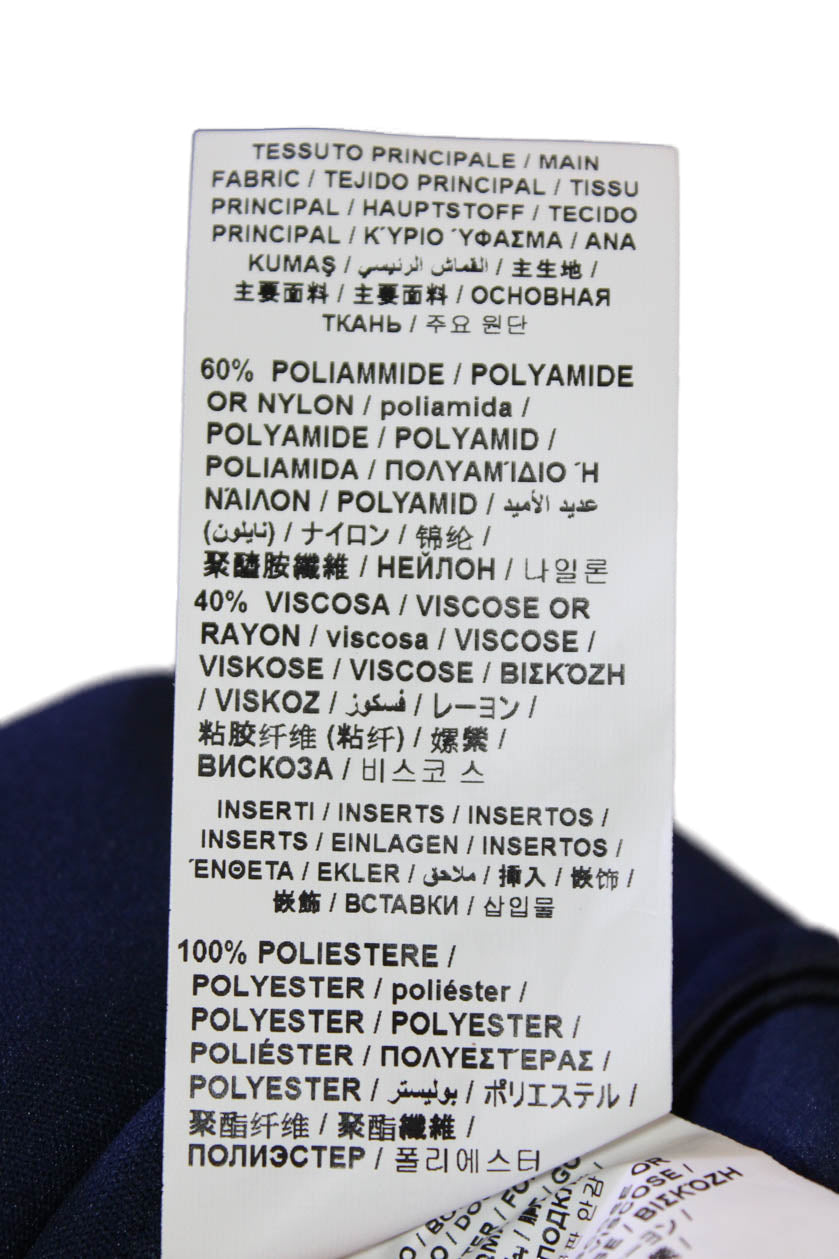 TESSUTO PRINCIPALE / MAIN
FABRIC / TEJIDO PRINCIPAL / TISSU
PRINCIPAL / HAUPTSTOFF / TECIDO
PRINCIPAL / ΚΎΡΙΟ ΎΦΑΣΜΑ / ANA
KUMAŞ / القماش الرئيسي / 主生地 /
主要面料 / 主要面料 / ОСНОВНАЯ
ТКАНЬ / 주요 원단
60% POLIAMMIDE / POLYAMIDE
OR NYLON / poliamida /
POLYAMIDE / POLYAMID /
POLIAMIDA / ΠΟΛΥΑΜΊΔΙΟ Ή
ΝΆΙΛΟΝ / POLYAMID / عديد الأميد
(نايلون) / ナイロン / 锦纶 /
聚醯胺纖維 / НЕЙЛОН / 나일론
40% VISCOSA / VISCOSE OR
RAYON / viscosa / VISCOSE /
VISKOSE / VISCOSE / ΒΙΣΚΌΖΗ
/ VISKOZ / فسكوز / レーヨン /
粘胶纤维 (粘纤) / 嫘縈 /
ВИСКОЗА / 비스코 스
INSERTI / INSERTS / INSERTOS /
INSERTS / EINLAGEN / INSERTOS /
ΈΝΘΕΤΑ / EKLER / ملاحق / 挿入 / 嵌饰 /
嵌飾 / ВСТАВКИ / 삽입물
100% POLIESTERE /
POLYESTER / poliéster /
POLYESTER / POLYESTER /
POLIÉSTER / ΠΟΛΥΕΣΤΈΡΑΣ /
POLYESTER / بوليستر / ポリエステル /
聚酯纤维 / 聚酯纖維 /
ПОЛИЭСТЕР / 폴리에스터
OR
ΒΙΣΚΌΖΗ